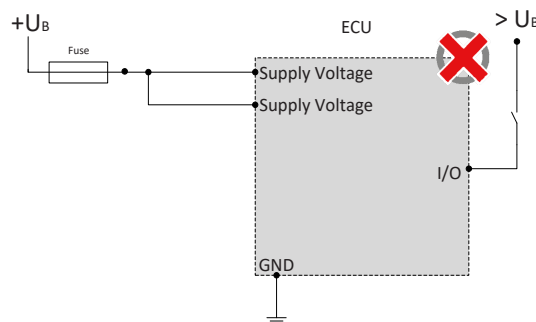 +UB
Fuse
ECU
> UB
Supply Voltage
Supply Voltage
I/O
GND